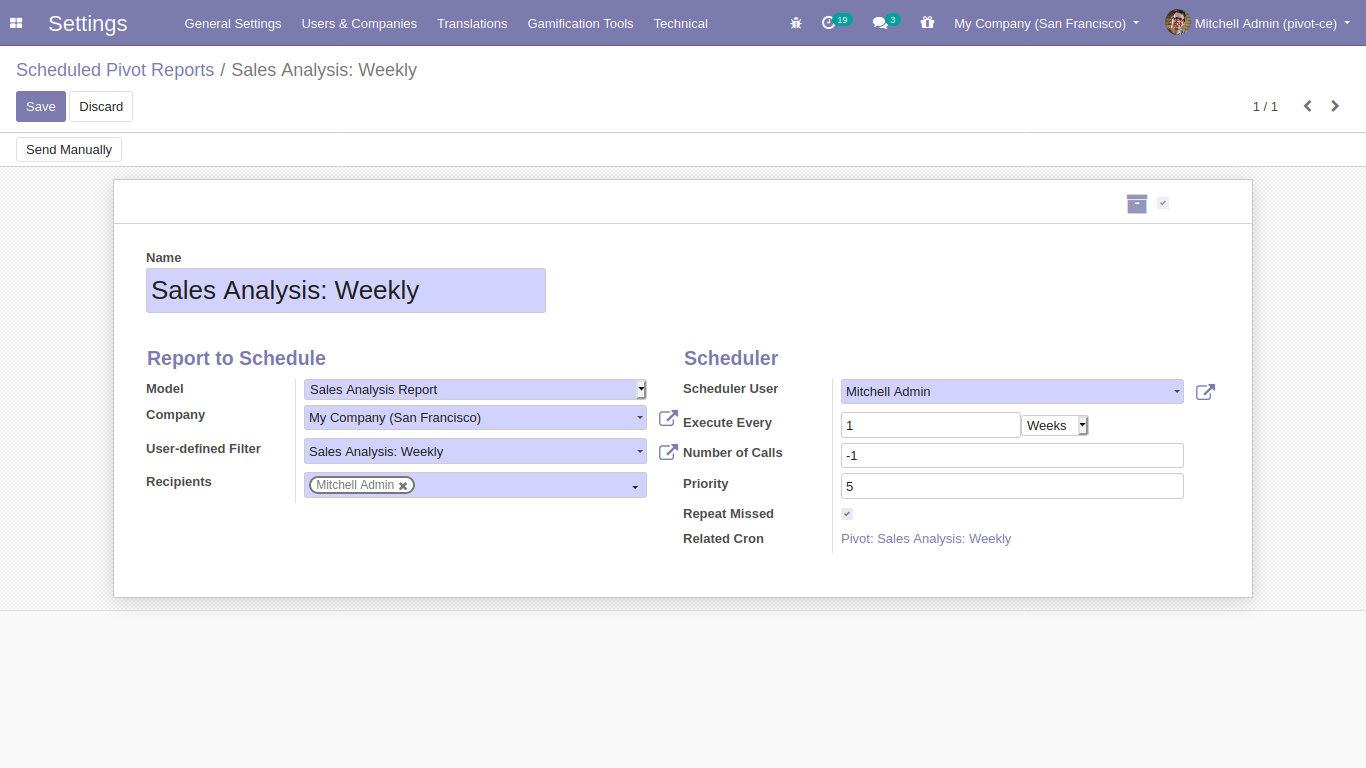 Settings General Settings Users & Companies Translations Gamification Tools Technical 19 3 My Company (San Francisco) Mitchell Admin (pivot-ce)
Scheduled Pivot Reports / Sales Analysis: Weekly
Save Discard 1 / 1
Send Manually
Name
Sales Analysis: Weekly
Report to Schedule
Model Sales Analysis Report
Company My Company (San Francisco)
User-defined Filter Sales Analysis: Weekly
Recipients Mitchell Admin
Scheduler
Scheduler User Mitchell Admin
Execute Every 1 Weeks
Number of Calls -1
Priority 5
Repeat Missed
Related Cron Pivot: Sales Analysis: Weekly